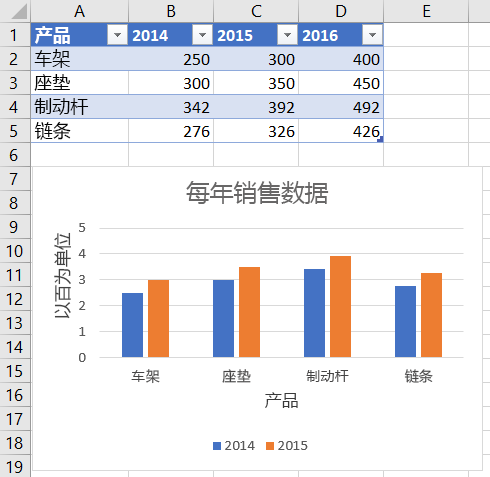 A B C D E
1 产品 2014 2015 2016
2 车架 250 300 400
3 座垫 300 350 450
4 制动杆 342 392 492
5 链条 276 326 426
6
7
8
9
10
11
12
13
14
15
16
17
18
19
每年销售数据
以百为单位
5
4
3
2
1
0
车架 座垫 制动杆 链条
产品
2014 2015